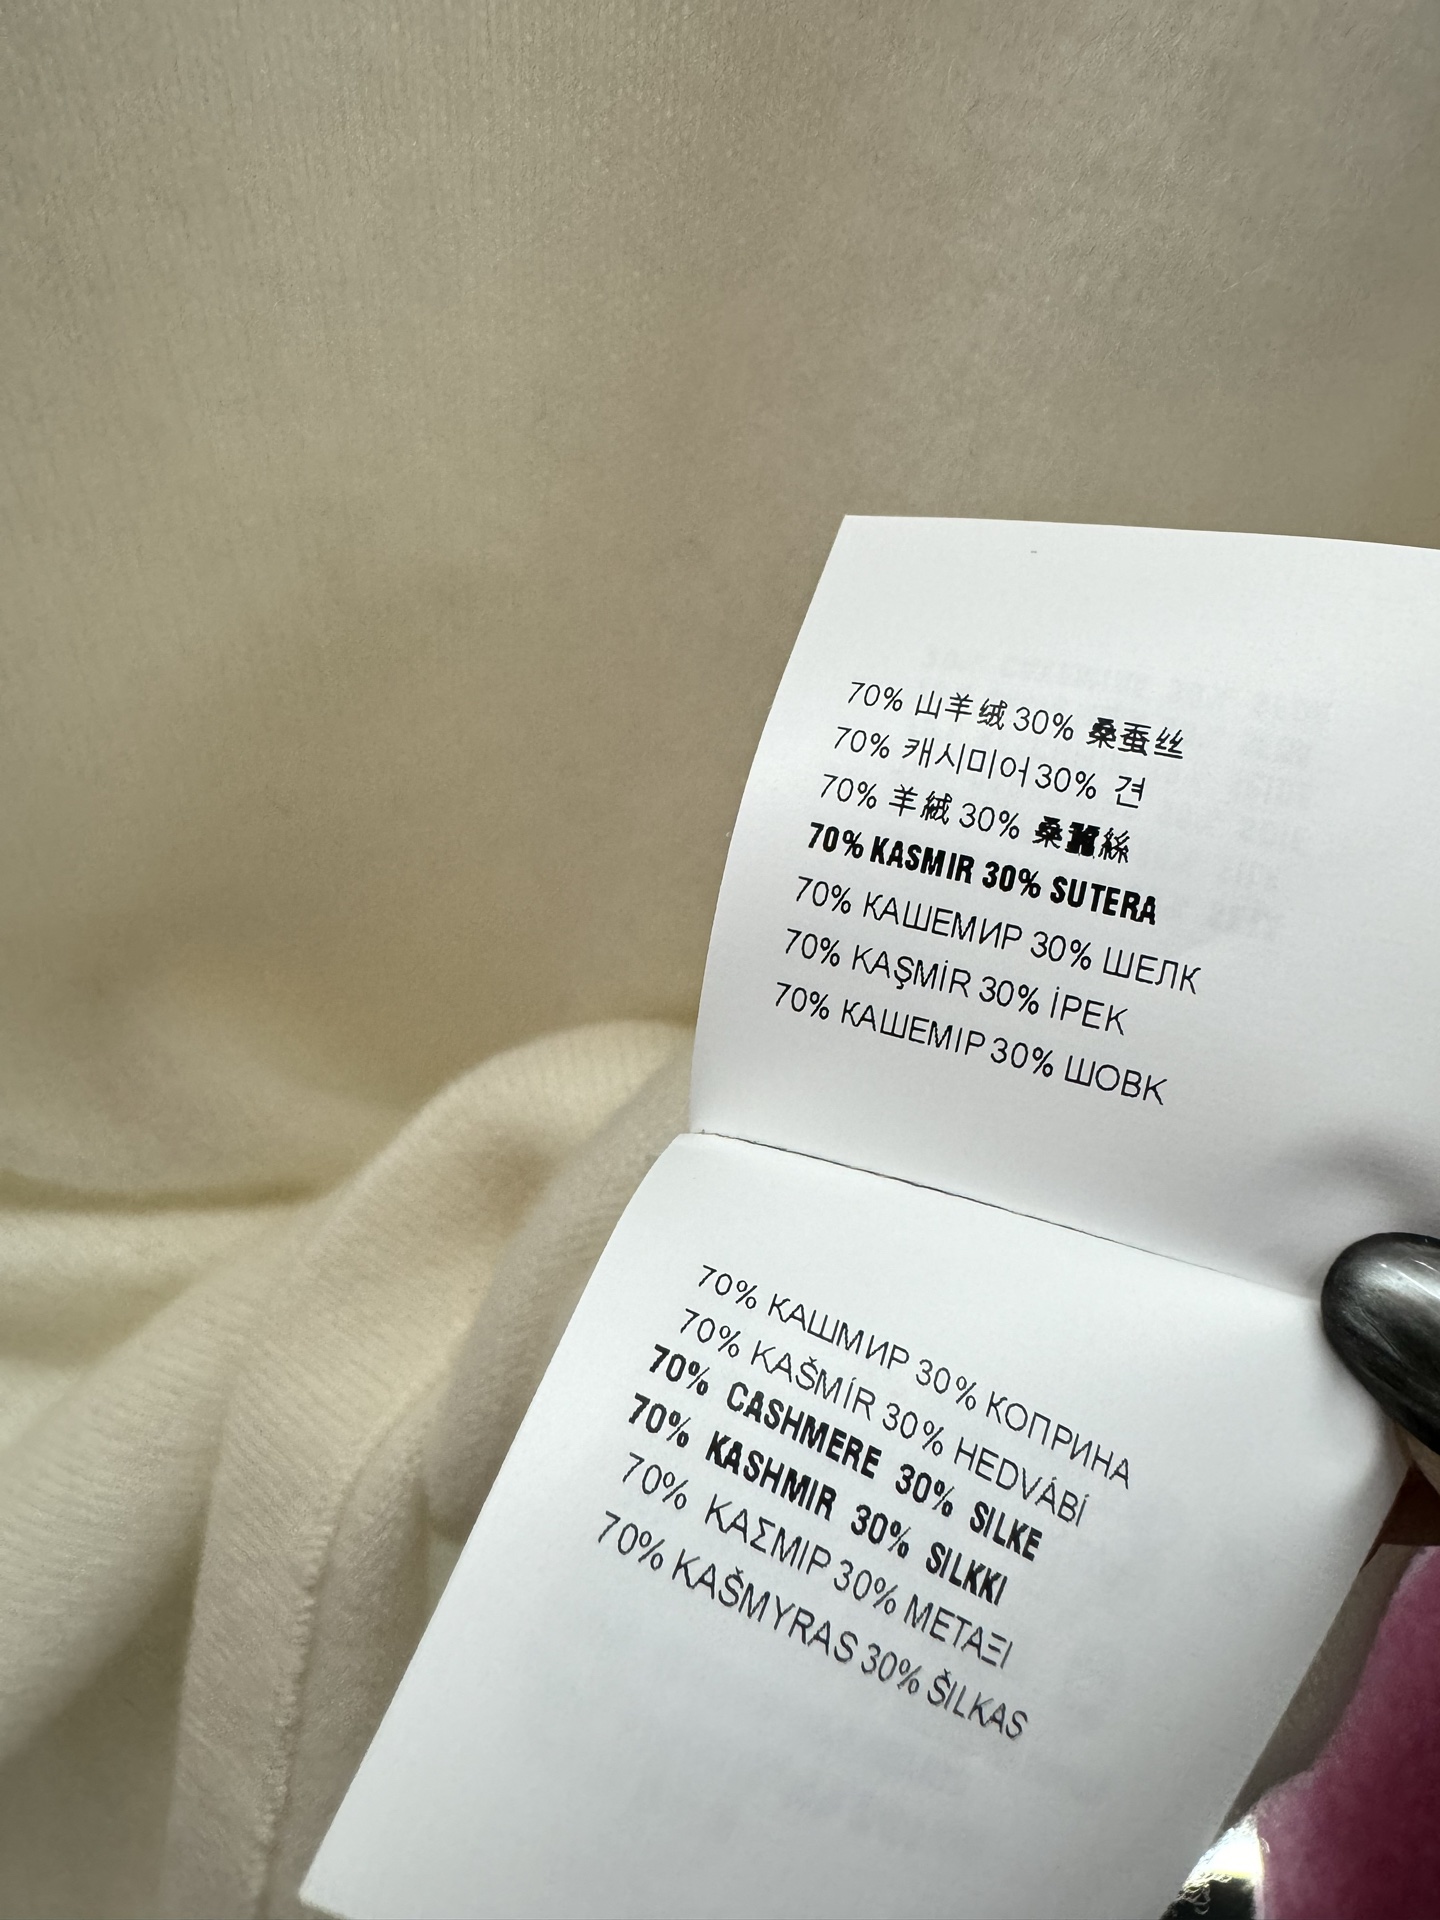 70% 山羊绒 30% 桑蚕丝
70% 캐시미어 30% 견
70% 羊絨 30% 桑蠶絲
70% KASMIR 30% SUTERA
70% КАШЕМИР 30% ШЕЛК
70% KAŞMİR 30% İPEK
70% КАШЕМІР 30% ШОВК
70% КАШМИР 30% КОПРИНА
70% KAŠMÍR 30% HEDVÁBÍ
70% CASHMERE 30% SILKE
70% KASHMIR 30% SILKKI
70% ΚΑΣΜΙΡ 30% ΜΕΤΑΞΙ
70% KAŠMYRAS 30% ŠILKAS